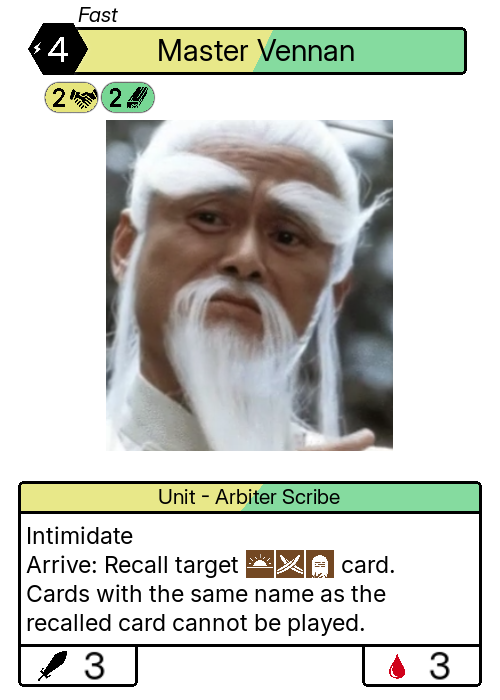 Fast
4
Master Vennan
2 2
Unit - Arbiter Scribe
Intimidate
Arrive: Recall target card.
Cards with the same name as the
recalled card cannot be played.
3 3